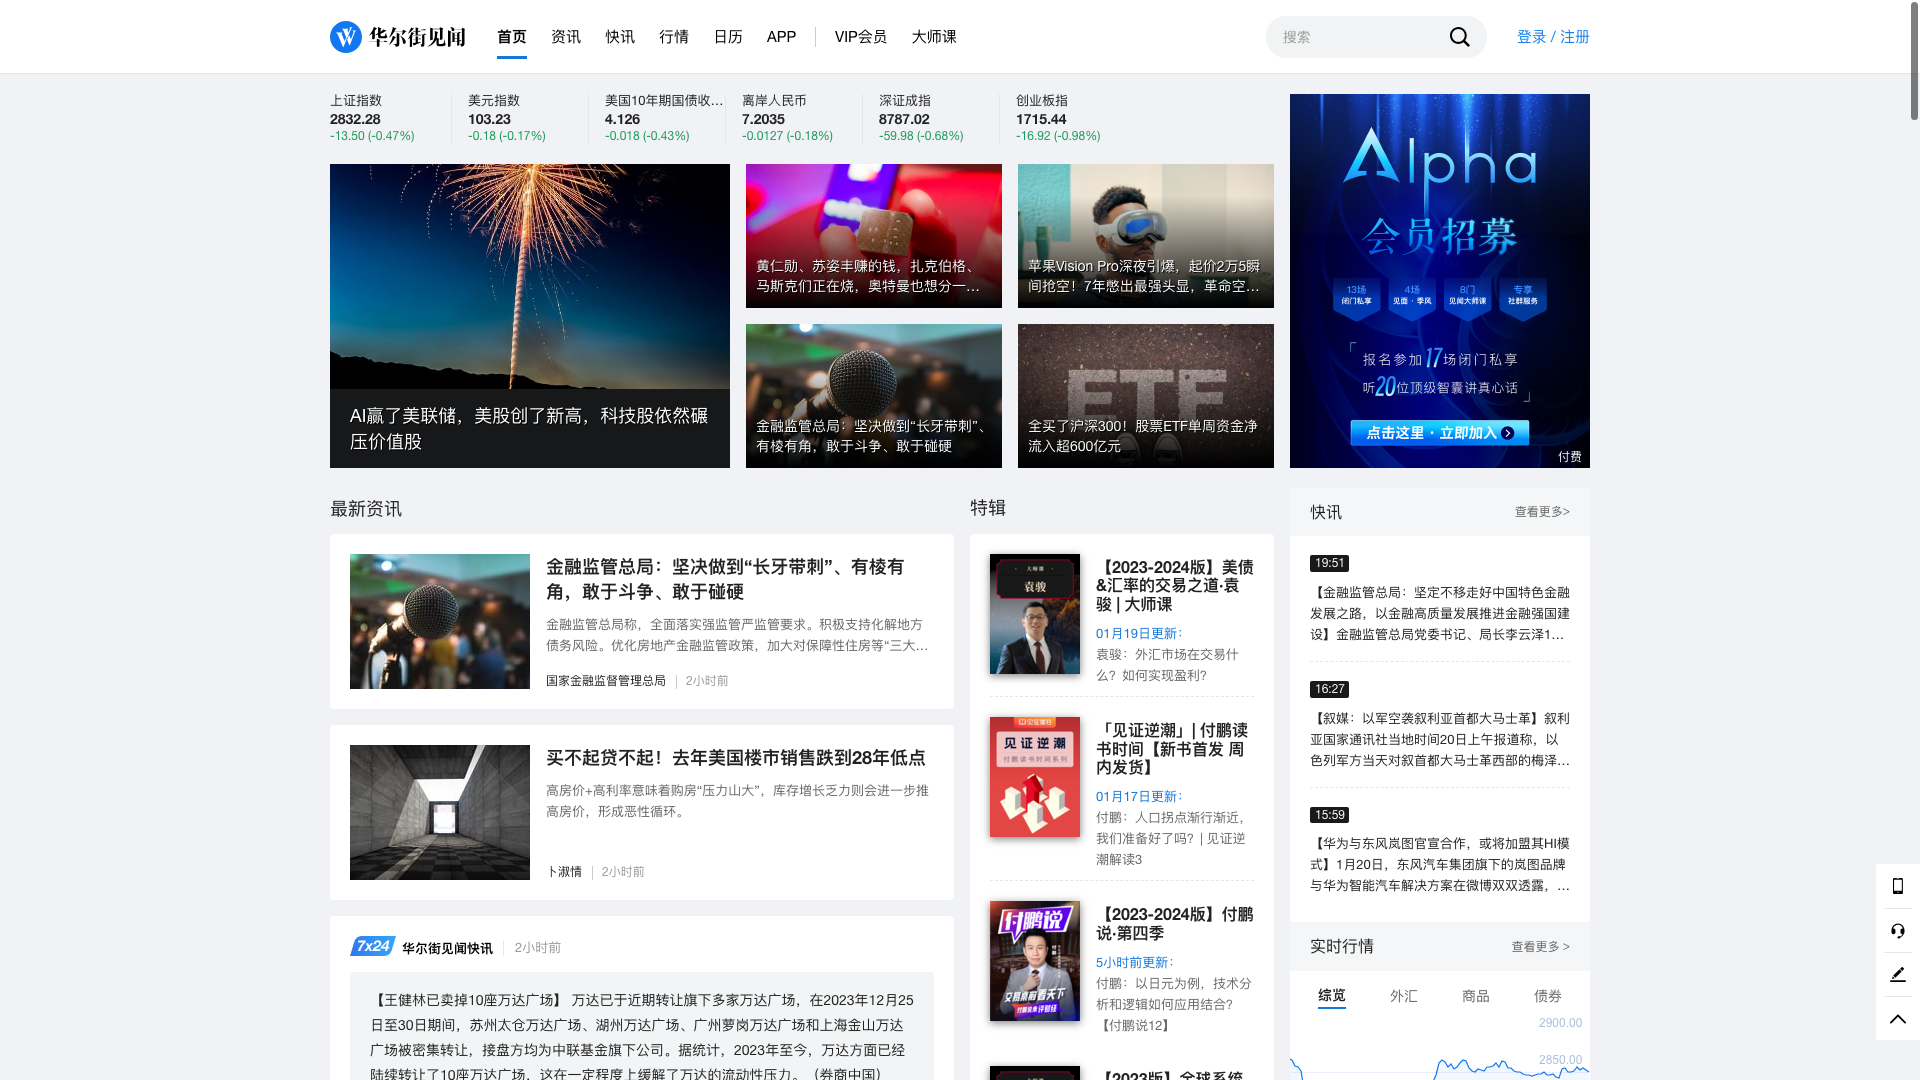 华尔街见闻
首页 资讯 快讯 行情 日历 APP VIP会员 大师课
搜索
登录 / 注册
上证指数
2832.28
-13.50 (-0.47%)
美元指数
103.23
-0.18 (-0.17%)
美国10年期国债收...
4.126
-0.018 (-0.43%)
离岸人民币
7.2035
-0.0127 (-0.18%)
深证成指
8787.02
-59.98 (-0.68%)
创业板指
1715.44
-16.92 (-0.98%)
AI赢了美联储，美股创了新高，科技股依然碾
压价值股
黄仁勋、苏姿丰赚的钱，扎克伯格、
马斯克们正在烧，奥特曼也想分一...
苹果Vision Pro深夜引爆，起价2万5瞬
间抢空！7年憋出最强头显，革命空...
金融监管总局：坚决做到“长牙带刺”、
有棱有角，敢于斗争、敢于碰硬
ETF
全买了沪深300！股票ETF单周资金净
流入超600亿元
Alpha
会员招募
13场
闭门私享
4场
见面·季风
8门
见闻大师课
专享
社群服务
「报名参加17场闭门私享
听20位顶级智囊讲真心话」
点击这里·立即加入
付费
最新资讯
金融监管总局：坚决做到“长牙带刺”、有棱有
角，敢于斗争、敢于碰硬
金融监管总局称，全面落实强监管严监管要求。积极支持化解地方
债务风险。优化房地产金融监管政策，加大对保障性住房等“三大...
国家金融监督管理总局 2小时前
买不起贷不起！去年美国楼市销售跌到28年低点
高房价+高利率意味着购房“压力山大”，库存增长乏力则会进一步推
高房价，形成恶性循环。
卜淑情 2小时前
7x24 华尔街见闻快讯 2小时前
【王健林已卖掉10座万达广场】 万达已于近期转让旗下多家万达广场，在2023年12月25
日至30日期间，苏州太仓万达广场、湖州万达广场、广州萝岗万达广场和上海金山万达
广场被密集转让，接盘方均为中联基金旗下公司。据统计，2023年至今，万达方面已经
陆续转让了10座万达广场，这在一定程度上缓解了万达的流动性压力。（券商中国）
特辑
大师课
袁骏
【2023-2024版】美债
&汇率的交易之道·袁
骏 | 大师课
01月19日更新：
袁骏：外汇市场在交易什
么？如何实现盈利？
见证逆潮
付鹏读书时间系列
「见证逆潮」| 付鹏读
书时间【新书首发 周
内发货】
01月17日更新：
付鹏：人口拐点渐行渐近，
我们准备好了吗？| 见证逆
潮解读3
付鹏说
交易桌前看天下
【2023-2024版】付鹏
说·第四季
5小时前更新：
付鹏：以日元为例，技术分
析和逻辑如何应用结合？
【付鹏说12】
【2023版】全球系统
快讯 查看更多>
19:51
【金融监管总局：坚定不移走好中国特色金融
发展之路，以金融高质量发展推进金融强国建
设】金融监管总局党委书记、局长李云泽1...
16:27
【叙媒：以军空袭叙利亚首都大马士革】叙利
亚国家通讯社当地时间20日上午报道称，以
色列军方当天对叙首都大马士革西部的梅泽...
15:59
【华为与东风岚图官宣合作，或将加盟其HI模
式】1月20日，东风汽车集团旗下的岚图品牌
与华为智能汽车解决方案在微博双双透露，...
实时行情 查看更多 >
综览 外汇 商品 债券
2900.00
2850.00